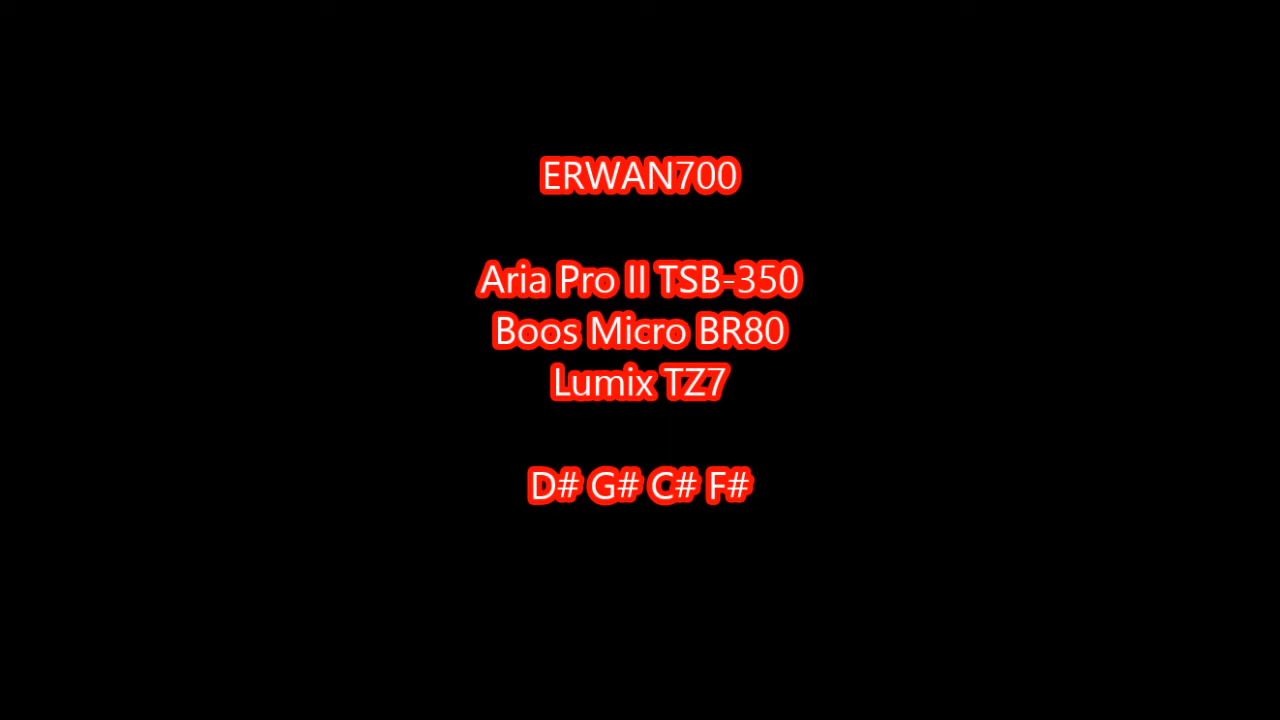 ERWAN700
Aria Pro II TSB-350
Boos Micro BR80
Lumix TZ7
D# G# C# F#